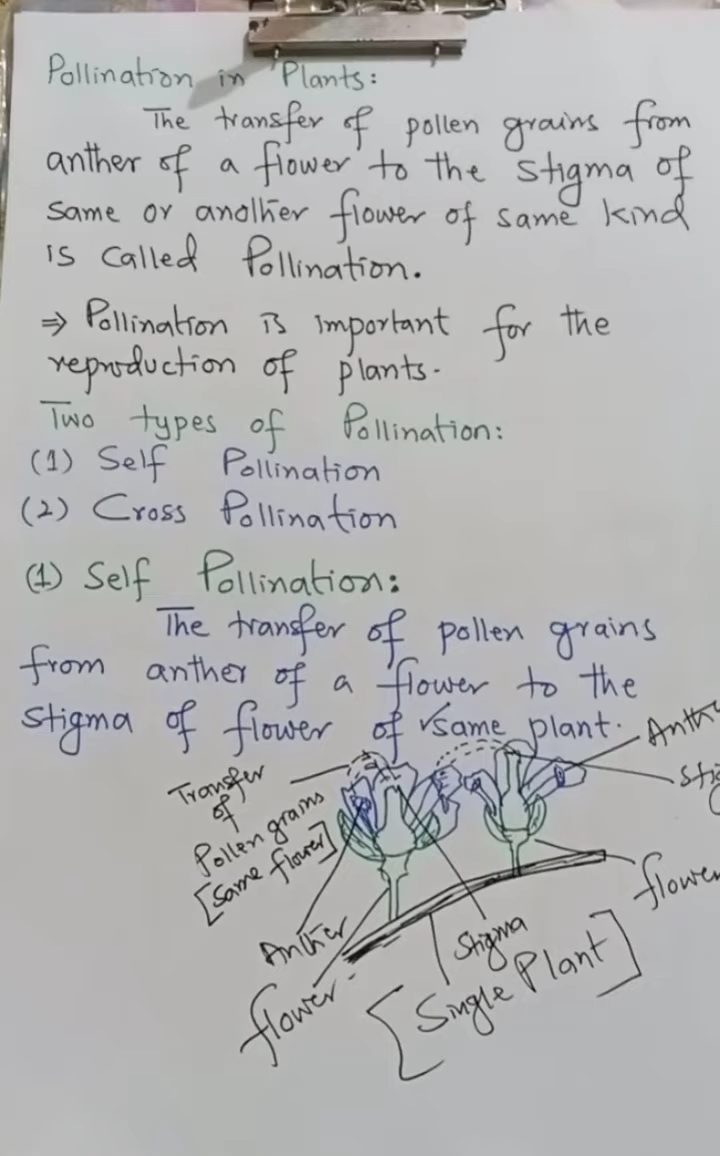 Pollination in Plants:
The transfer of pollen grains from
anther of a flower to the stigma of
same or another flower of same kind
is called Pollination.
⇒ Pollination is important for the
reproduction of plants.
Two types of Pollination:
(1) Self Pollination
(2) Cross Pollination
(1) Self Pollination:
The transfer of pollen grains
from anther of a flower to the
stigma of flower of same plant.
Anth
Transfer
of
Pollen grains
[Same flower]
Sti
flower
Anther
Stigma
flower
[Single Plant]